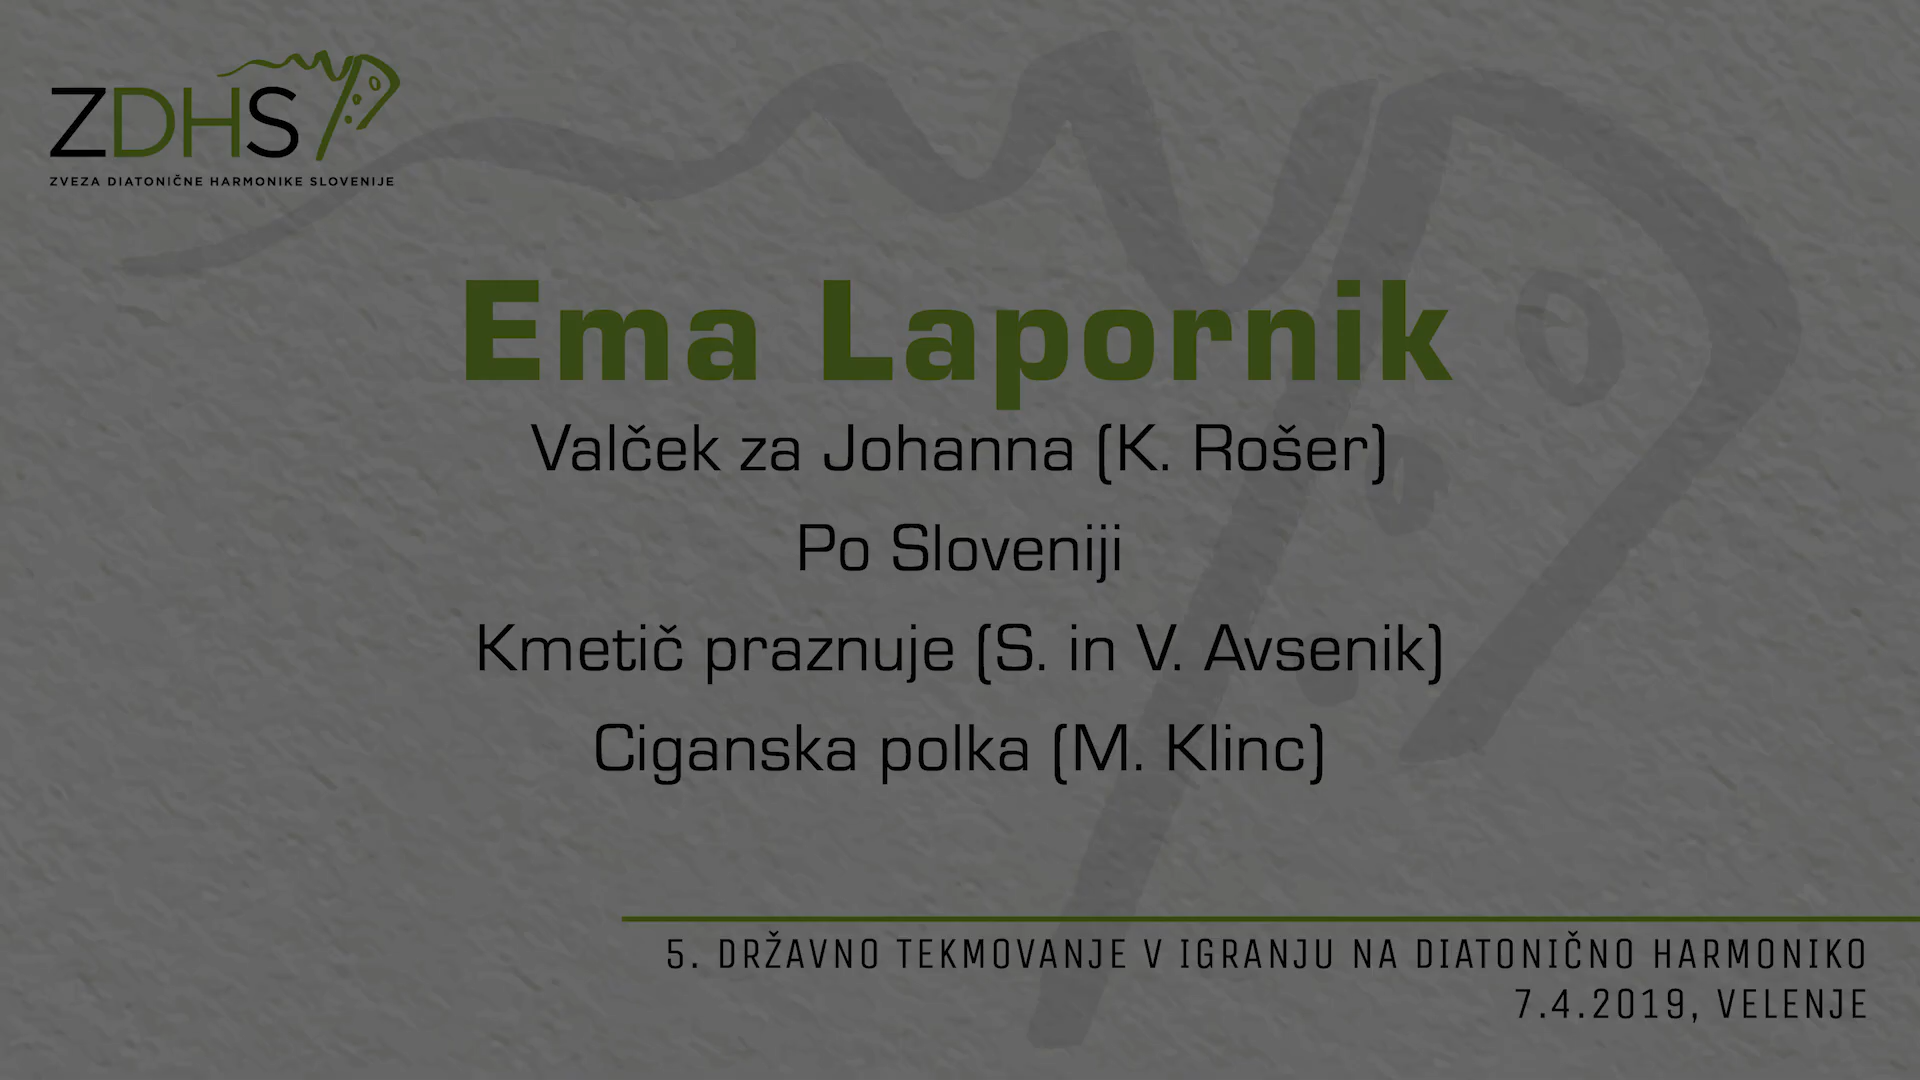 ZDHS
ZVEZA DIATONIČNE HARMONIKE SLOVENIJE
Ema Lapornik
Valček za Johanna (K. Rošer)
Po Sloveniji
Kmetič praznuje (S. in V. Avsenik)
Ciganska polka (M. Klinc)
5. DRŽAVNO TEKMOVANJE V IGRANJU NA DIATONIČNO HARMONIKO
7.4.2019, VELENJE